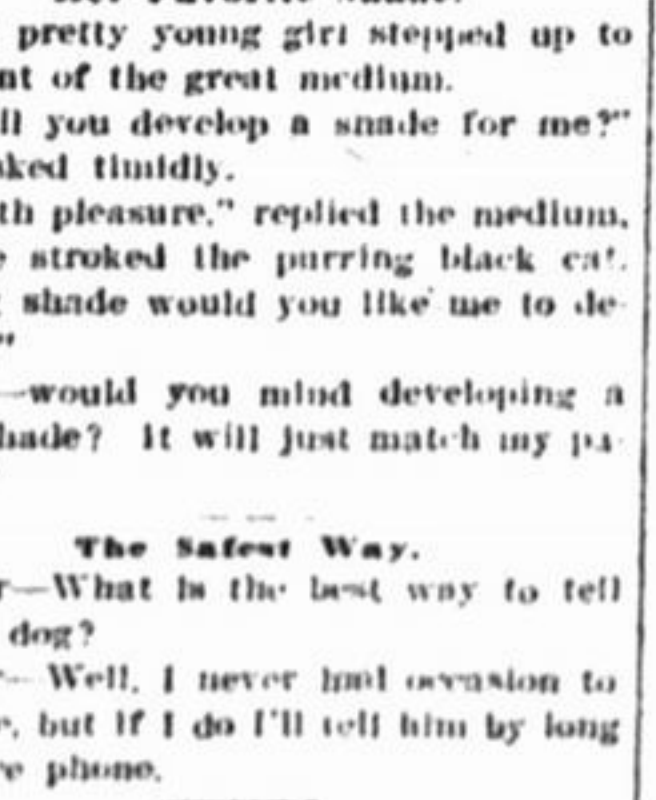 pretty young girl stepped up to
nt of the great medium.
ll you develop a shade for me?"
ked timidly.
th pleasure," replied the medium,
e stroked the purring black cat.
shade would you like me to de-
"
—would you mind developing a
hade? It will just match my pa-
The Safest Way.
r—What is the best way to tell
dog?
r—Well, I never had occasion to
e, but if I do I'll tell him by long
re phone.